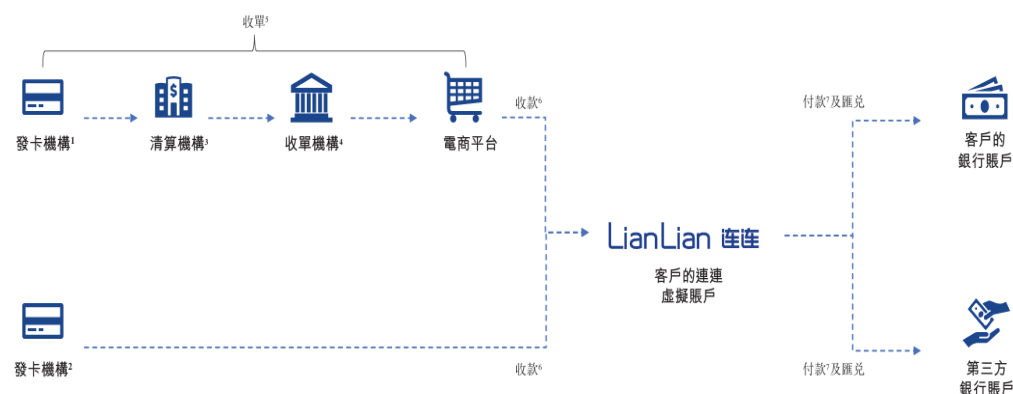 收單⁵
$
發卡機構¹
清算機構³
收單機構⁴
電商平台
收款⁶
付款⁷及匯兑
客戶的
銀行賬戶
LianLian 连连
客戶的連連
虛擬賬戶
發卡機構²
收款⁶
付款⁷及匯兑
第三方
銀行賬戶